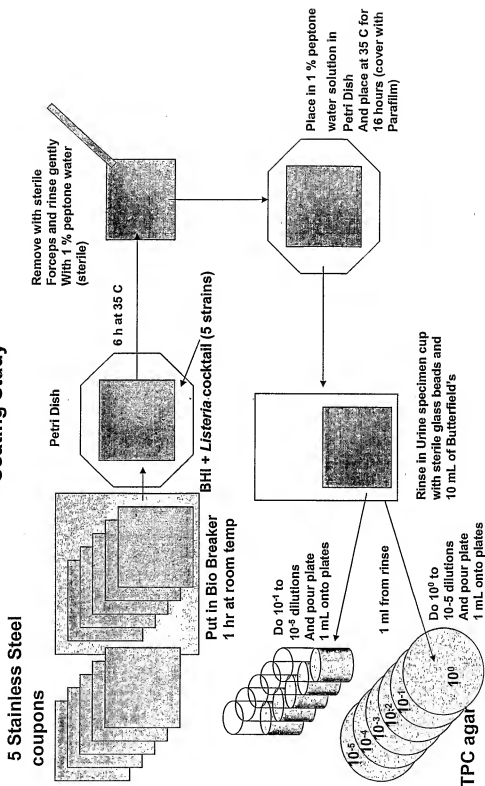 Coating Study
5 Stainless Steel
coupons
Put in Bio Breaker
1 hr at room temp
Petri Dish
BHI + Listeria cocktail (5 strains)
6 h at 35 C
Remove with sterile
Forceps and rinse gently
With 1 % peptone water
(sterile)
Place in 1 % peptone
water solution in
Petri Dish
And place at 35 C for
16 hours (cover with
Parafilm)
Rinse in Urine specimen cup
with sterile glass beads and
10 mL of Butterfield's
1 ml from rinse
Do 10⁻¹ to
10⁻⁵ dilutions
And pour plate
1 mL onto plates
Do 10⁰ to
10-5 dilutions
And pour plate
1 mL onto plates
10-5
10-4
10-3
10-2
10-1
10⁰
TPC agar